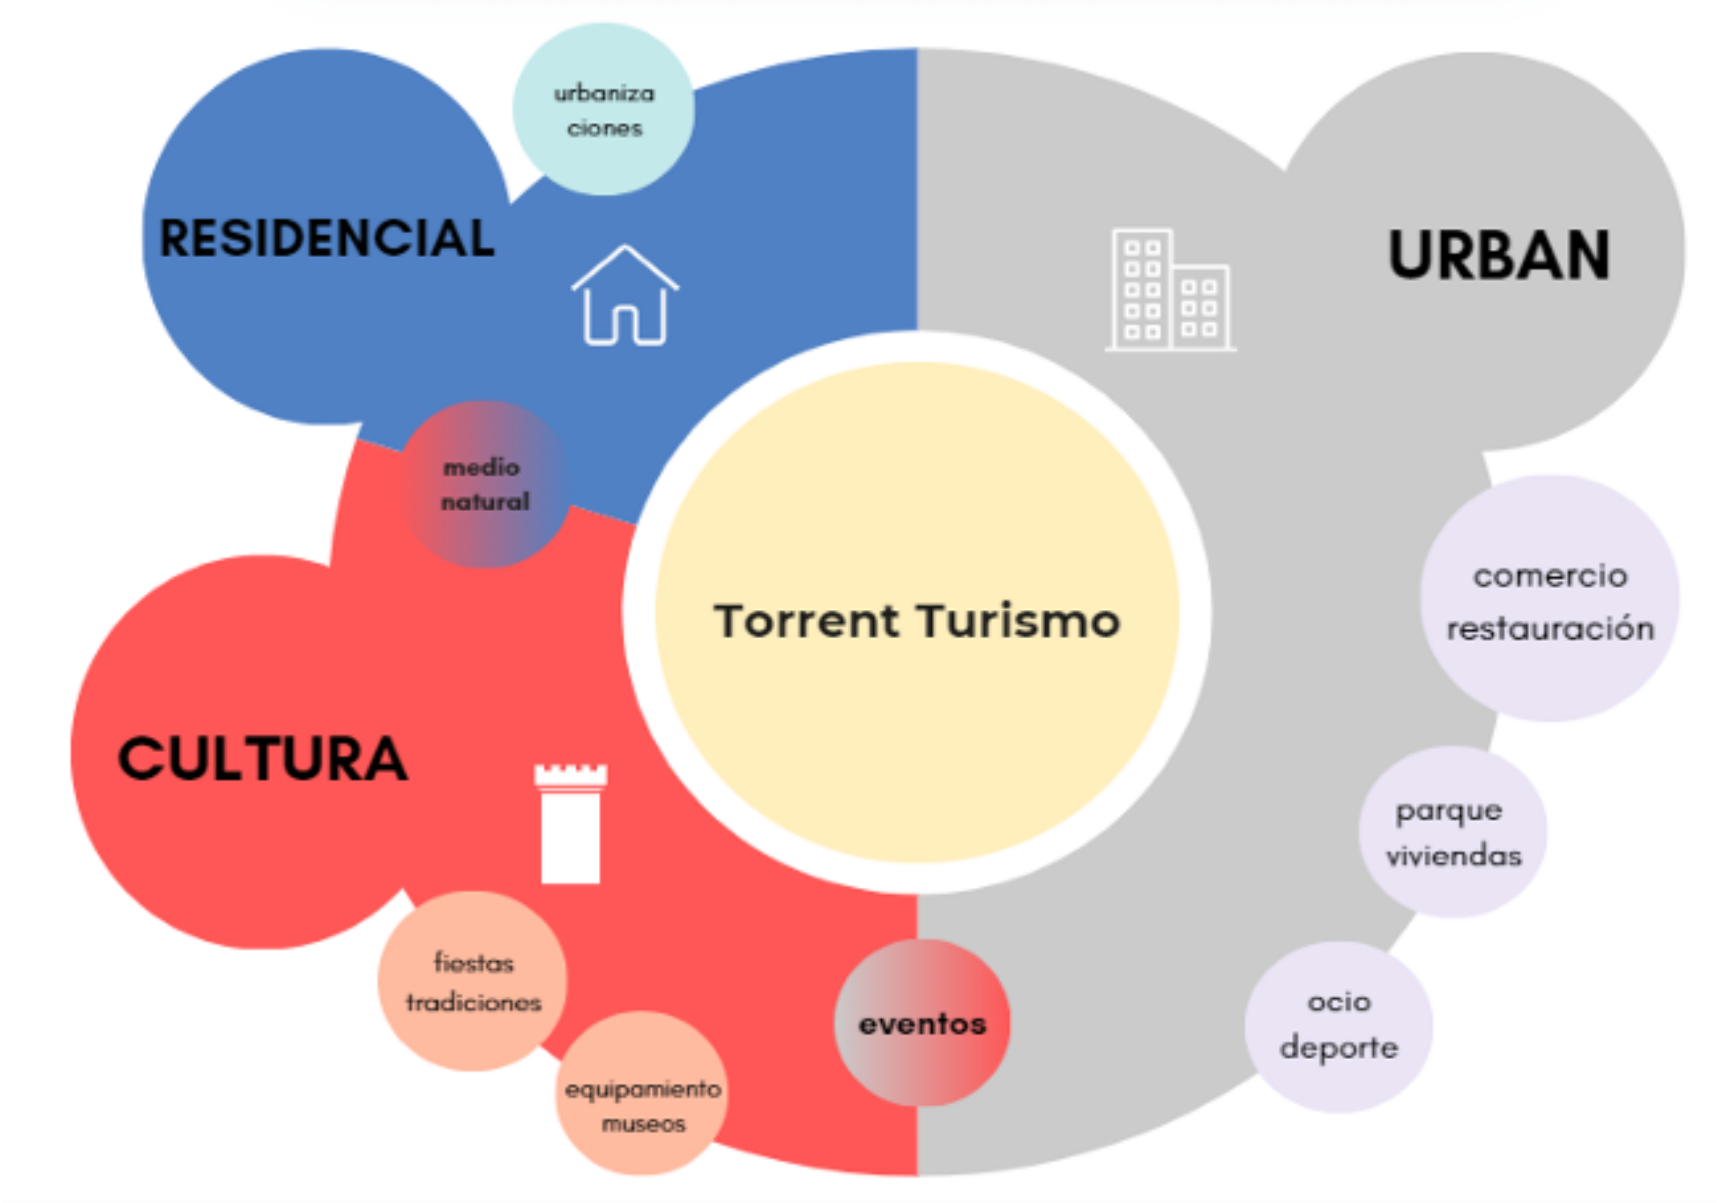 urbaniza
ciones
RESIDENCIAL
URBAN
medio
natural
comercio
restauración
Torrent Turismo
CULTURA
parque
viviendas
fiestas
tradiciones
eventos
ocio
deporte
equipamiento
museos